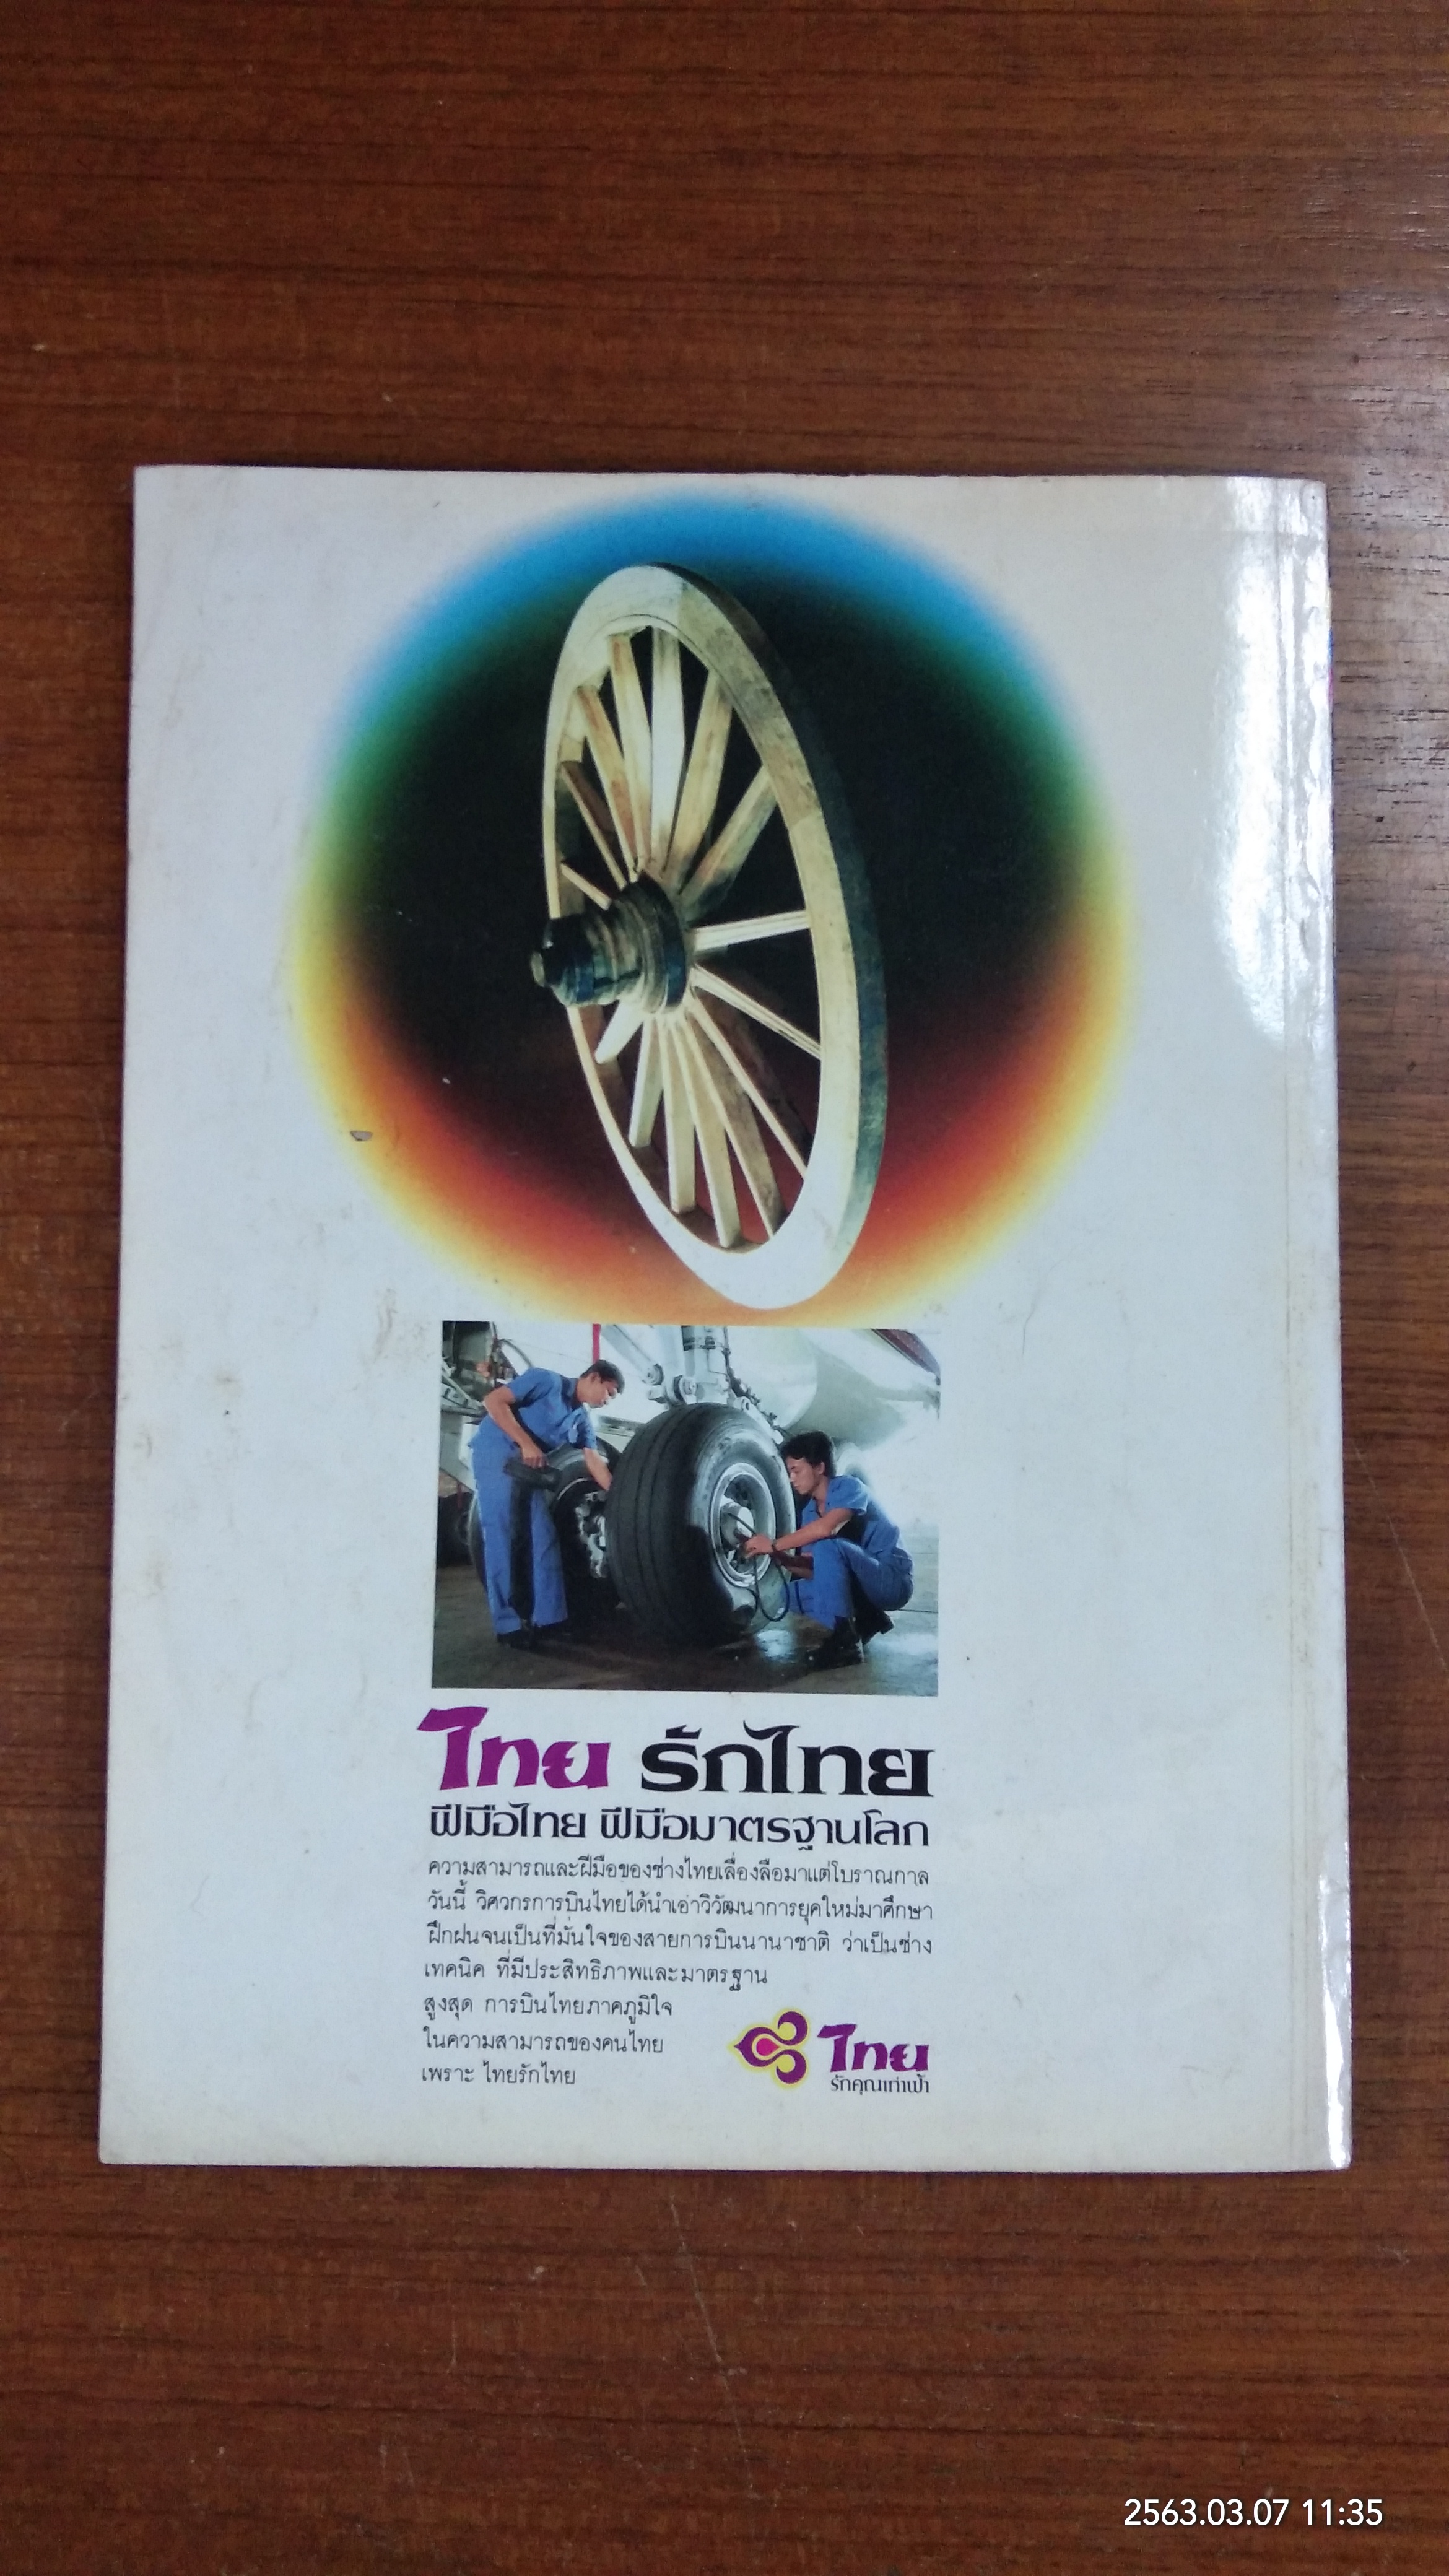 ไทย รักไทย
ฝีมือไทย ฝีมือมาตรฐานโลก
ความสามารถและฝีมือของช่างไทยเลื่องลือมาแต่โบราณกาล
วันนี้ วิศวกรการบินไทยได้นำเอาวิวัฒนาการยุคใหม่มาศึกษา
ฝึกฝนจนเป็นที่มั่นใจของสายการบินนานาชาติ ว่าเป็นช่าง
เทคนิค ที่มีประสิทธิภาพและมาตรฐาน
สูงสุด การบินไทยภาคภูมิใจ
ในความสามารถของคนไทย
เพราะ ไทยรักไทย
ไทย
รักคุณเท่าฟ้า
2563.03.07 11:35